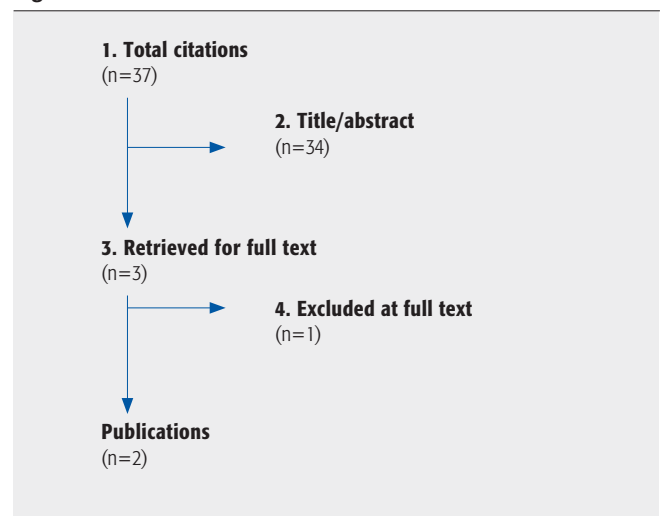 1. Total citations
(n=37)
2. Title/abstract
(n=34)
3. Retrieved for full text
(n=3)
4. Excluded at full text
(n=1)
Publications
(n=2)